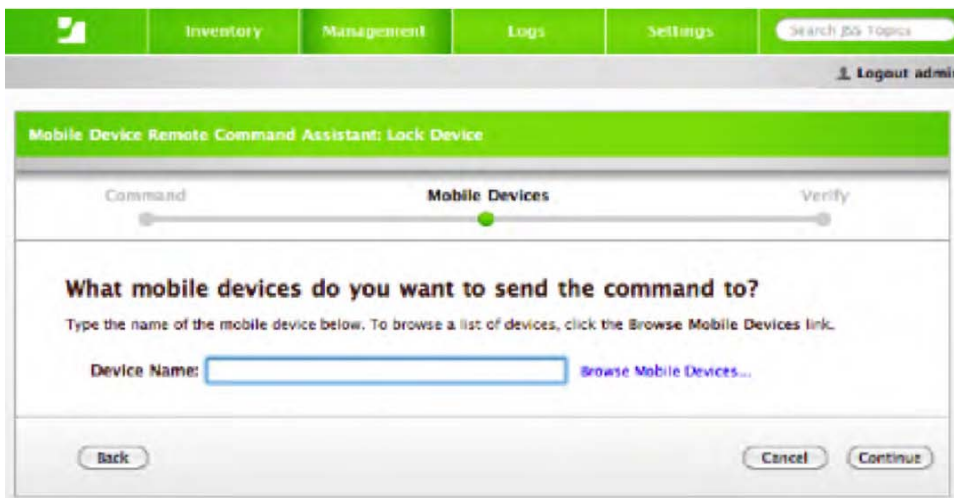 Inventory Management Logs Settings Search JSS Topics
Logout admin
Mobile Device Remote Command Assistant: Lock Device
Command Mobile Devices Verify
What mobile devices do you want to send the command to?
Type the name of the mobile device below. To browse a list of devices, click the Browse Mobile Devices link.
Device Name: Browse Mobile Devices...
Back Cancel Continue